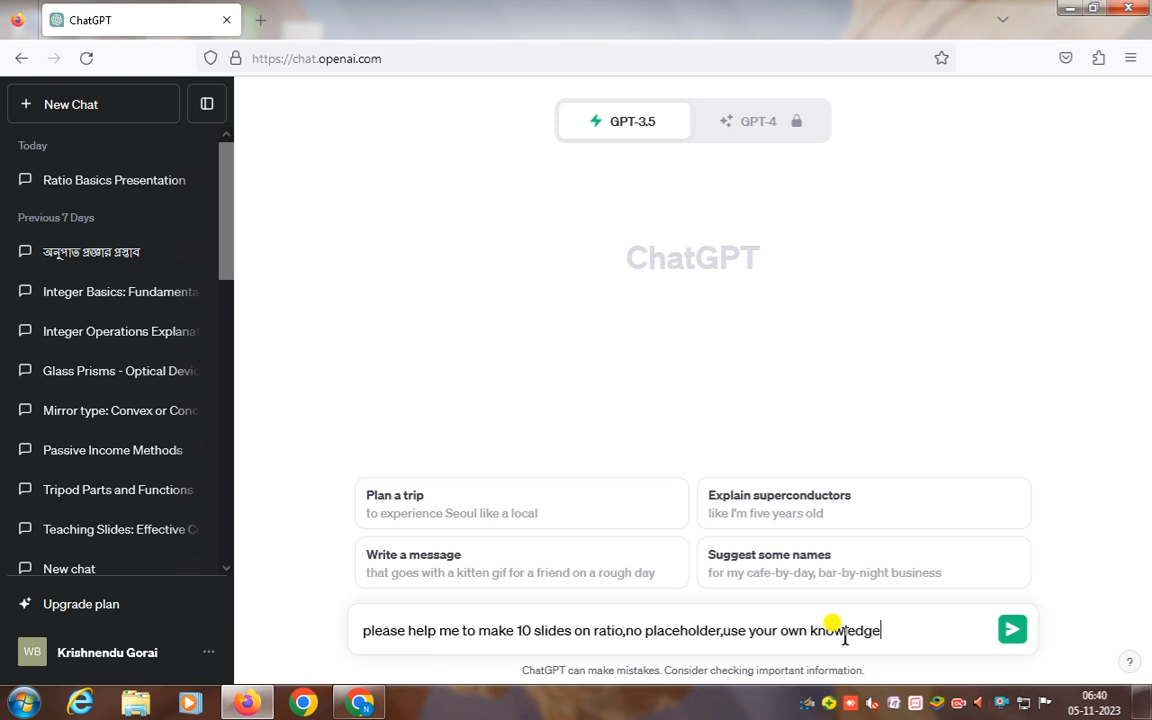 ChatGPT
https://chat.openai.com
New Chat
GPT-3.5
GPT-4
Today
Ratio Basics Presentation
Previous 7 Days
অনুপাত প্রজ্ঞার প্রস্তাব
Integer Basics: Fundamenta
Integer Operations Explana
Glass Prisms - Optical Devic
Mirror type: Convex or Conc
Passive Income Methods
Tripod Parts and Functions
Teaching Slides: Effective C
New chat
Upgrade plan
WB Krishnendu Gorai
ChatGPT
Plan a trip
to experience Seoul like a local
Explain superconductors
like I'm five years old
Write a message
that goes with a kitten gif for a friend on a rough day
Suggest some names
for my cafe-by-day, bar-by-night business
please help me to make 10 slides on ratio,no placeholder,use your own knowledge
ChatGPT can make mistakes. Consider checking important information.
?
06:40
05-11-2023